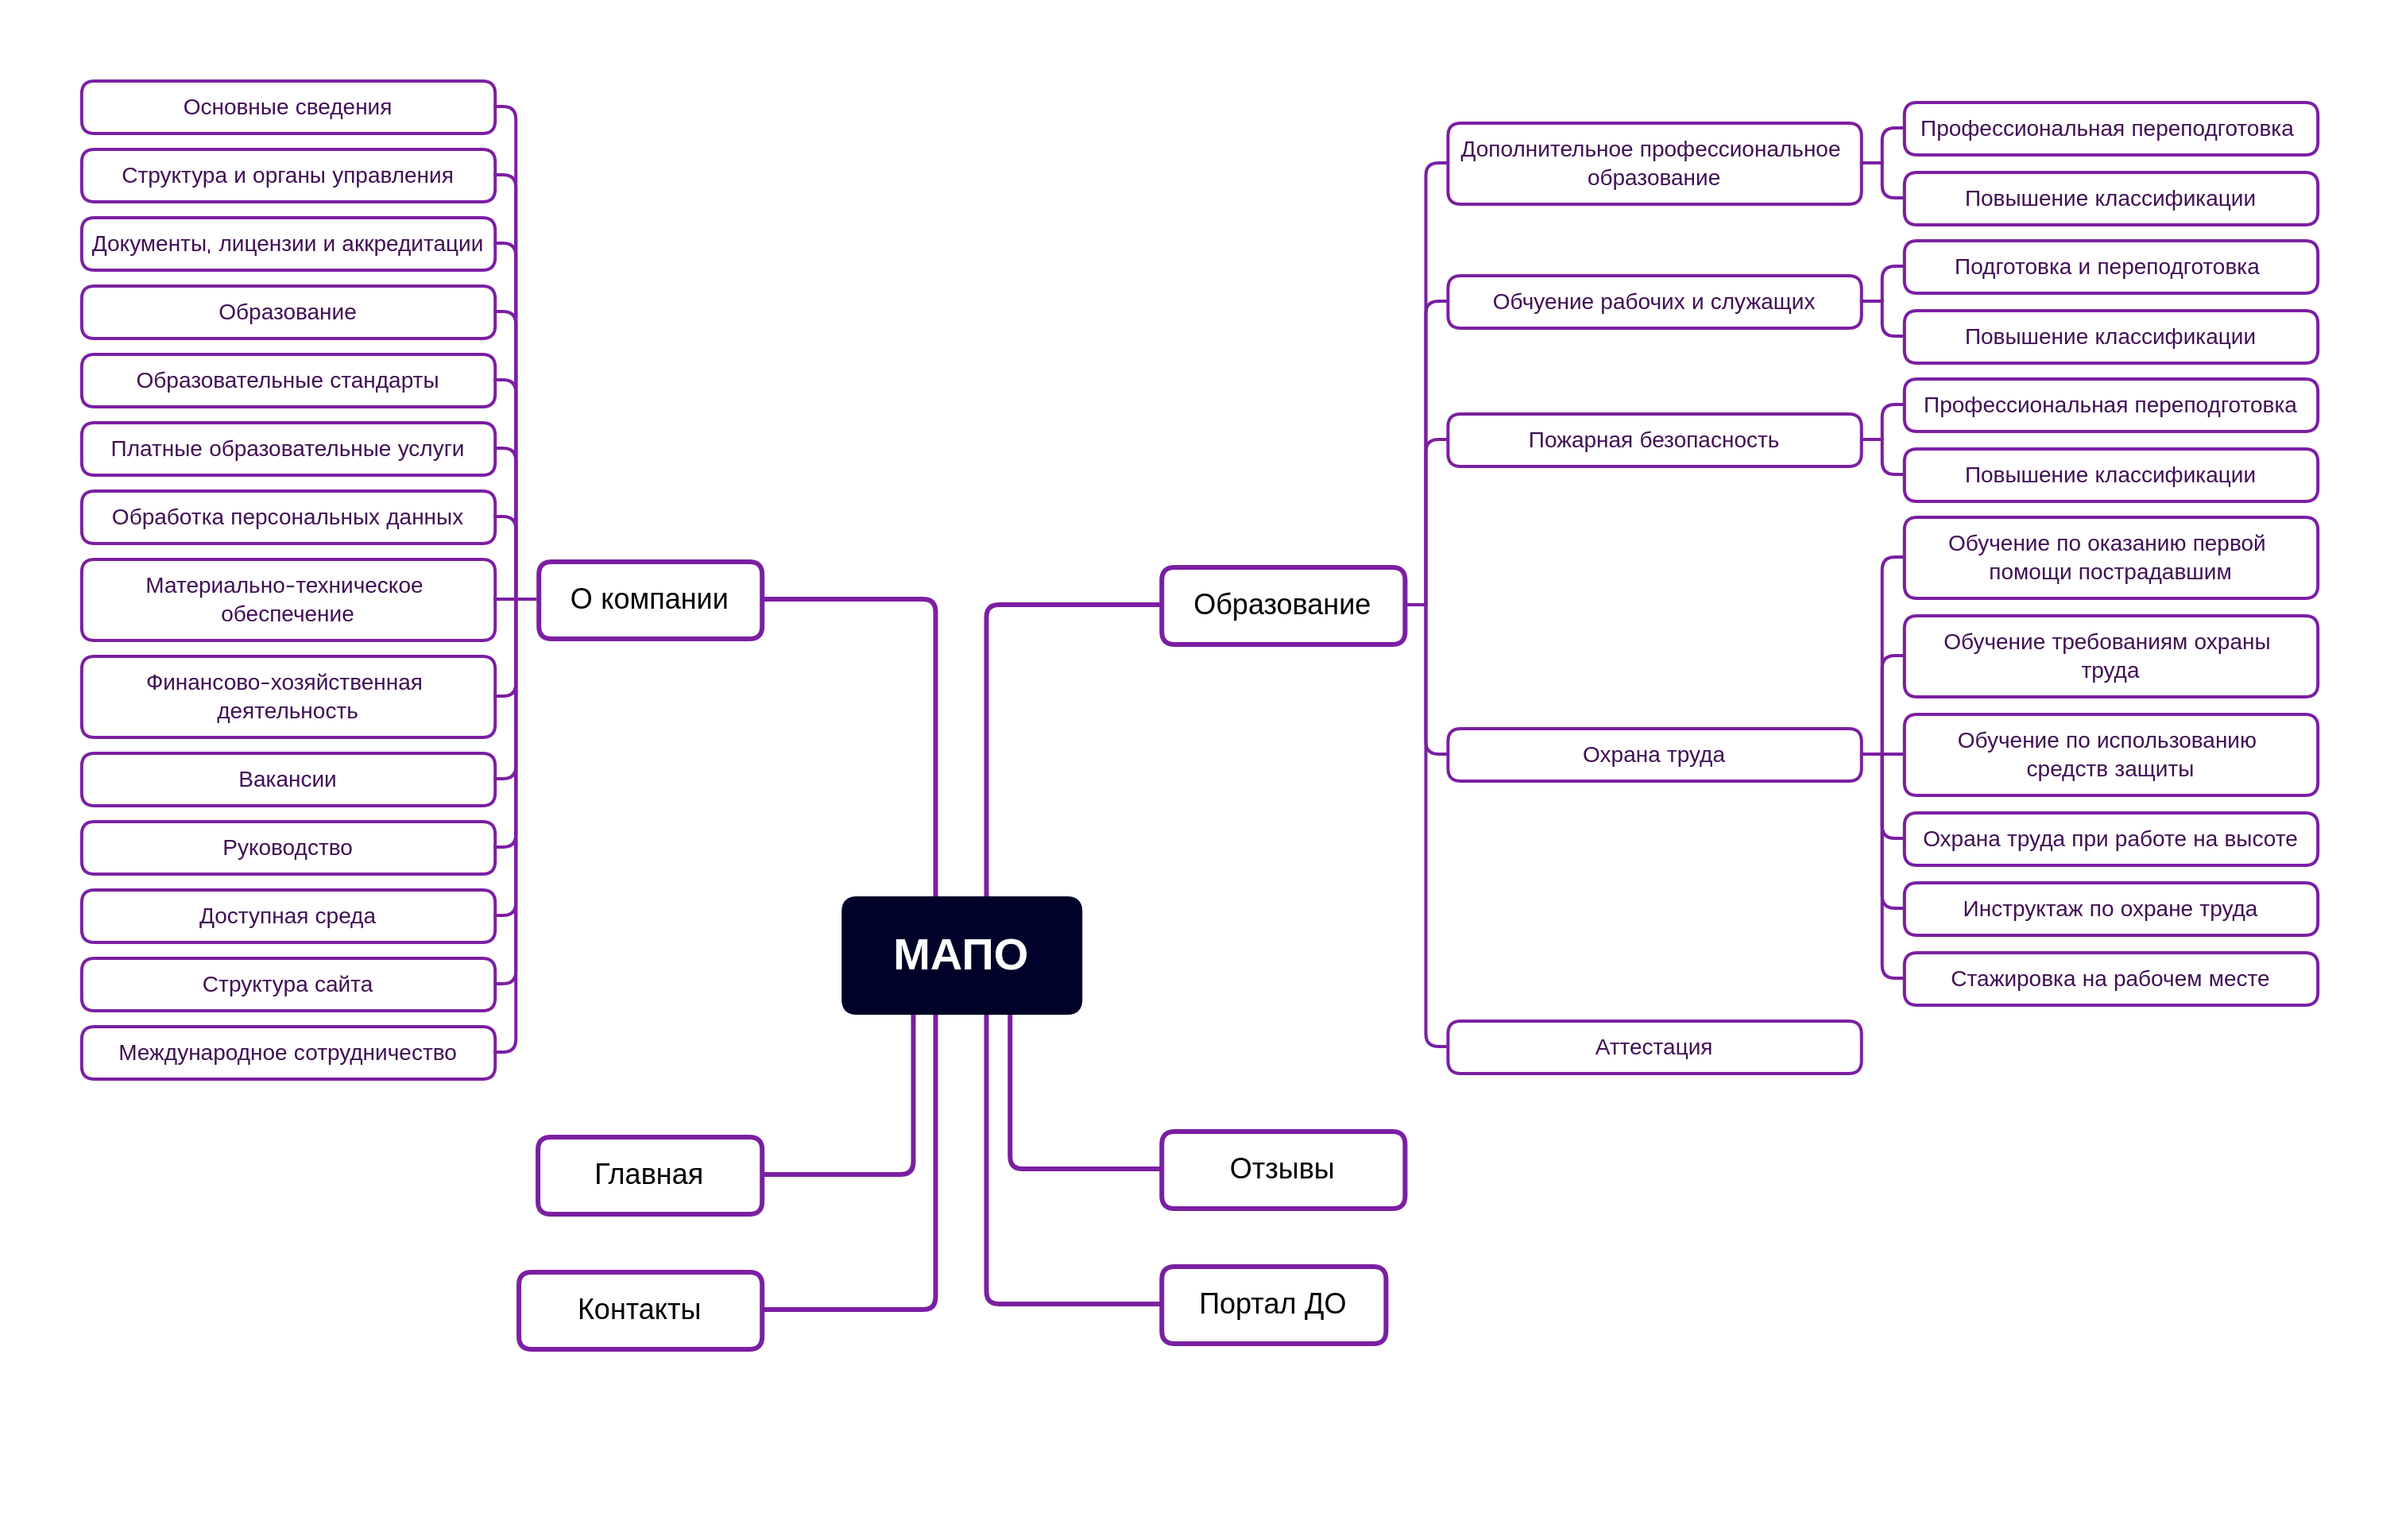 Основные сведения
Структура и органы управления
Документы, лицензии и аккредитации
Образование
Образовательные стандарты
Платные образовательные услуги
Обработка персональных данных
Материально-техническое
обеспечение
Финансово-хозяйственная
деятельность
Вакансии
Руководство
Доступная среда
Структура сайта
Международное сотрудничество
О компании
Главная
Контакты
МАПО
Образование
Отзывы
Портал ДО
Дополнительное профессиональное
образование
Обчуение рабочих и служащих
Пожарная безопасность
Охрана труда
Аттестация
Профессиональная переподготовка
Повышение классификации
Подготовка и переподготовка
Повышение классификации
Профессиональная переподготовка
Повышение классификации
Обучение по оказанию первой
помощи пострадавшим
Обучение требованиям охраны
труда
Обучение по использованию
средств защиты
Охрана труда при работе на высоте
Инструктаж по охране труда
Стажировка на рабочем месте